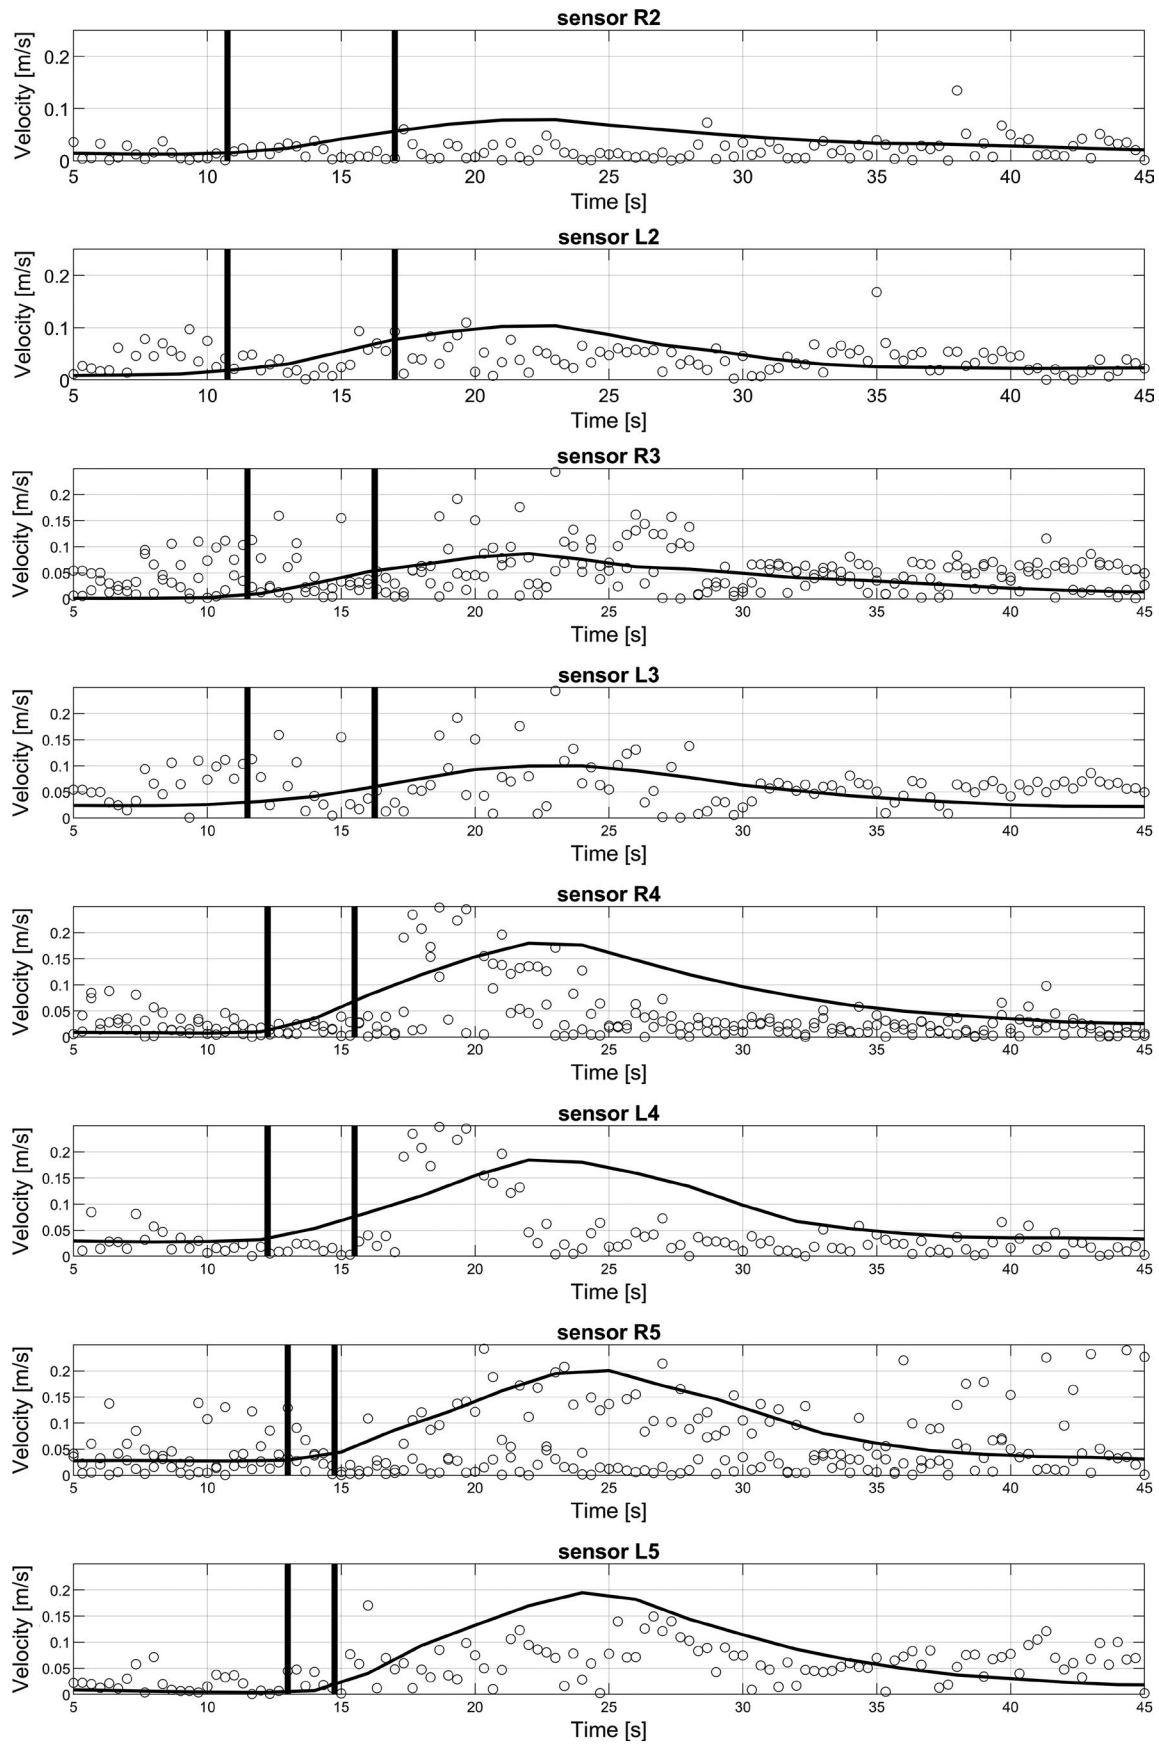 sensor R2
Velocity [m/s]
0.2
0.1
0
5 10 15 20 25 30 35 40 45
Time [s]
sensor L2
Velocity [m/s]
0.2
0.1
0
5 10 15 20 25 30 35 40 45
Time [s]
sensor R3
Velocity [m/s]
0.2
0.15
0.1
0.05
0
5 10 15 20 25 30 35 40 45
Time [s]
sensor L3
Velocity [m/s]
0.2
0.15
0.1
0.05
0
5 10 15 20 25 30 35 40 45
Time [s]
sensor R4
Velocity [m/s]
0.2
0.15
0.1
0.05
0
5 10 15 20 25 30 35 40 45
Time [s]
sensor L4
Velocity [m/s]
0.2
0.15
0.1
0.05
0
5 10 15 20 25 30 35 40 45
Time [s]
sensor R5
Velocity [m/s]
0.2
0.15
0.1
0.05
0
5 10 15 20 25 30 35 40 45
Time [s]
sensor L5
Velocity [m/s]
0.2
0.15
0.1
0.05
0
5 10 15 20 25 30 35 40 45
Time [s]